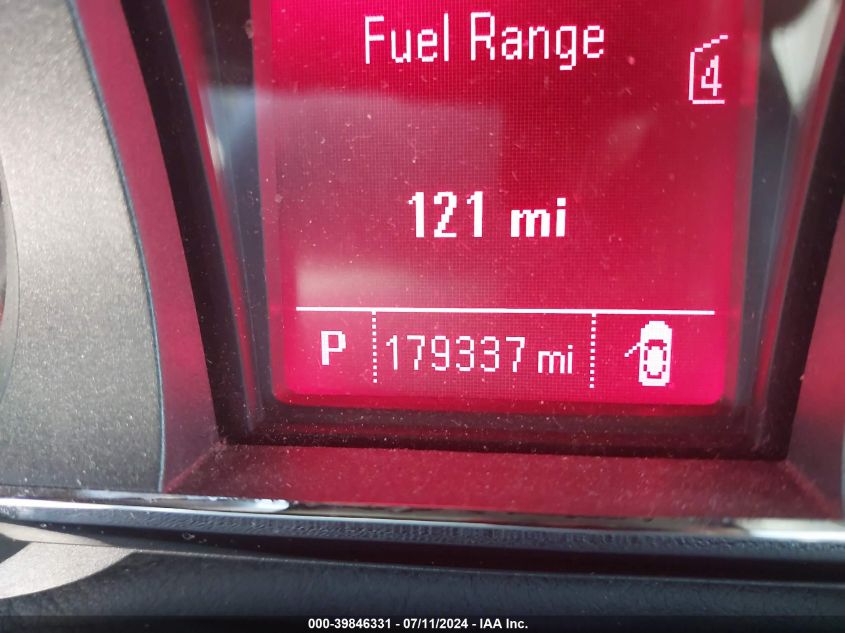 Fuel Range
4
121 mi
P 179337 mi
000-39846331 - 07/11/2024 - IAA Inc.